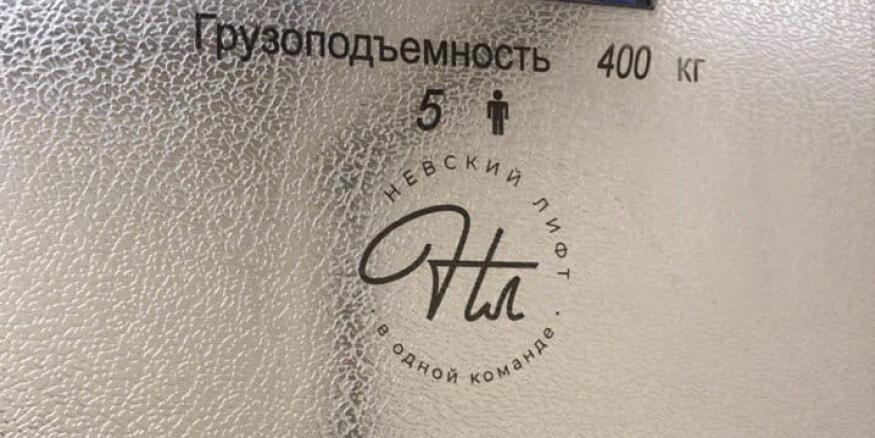 Грузоподъемность 400 кг
5
НЕВСКИЙ ЛИФТ
Нл
в одной команде